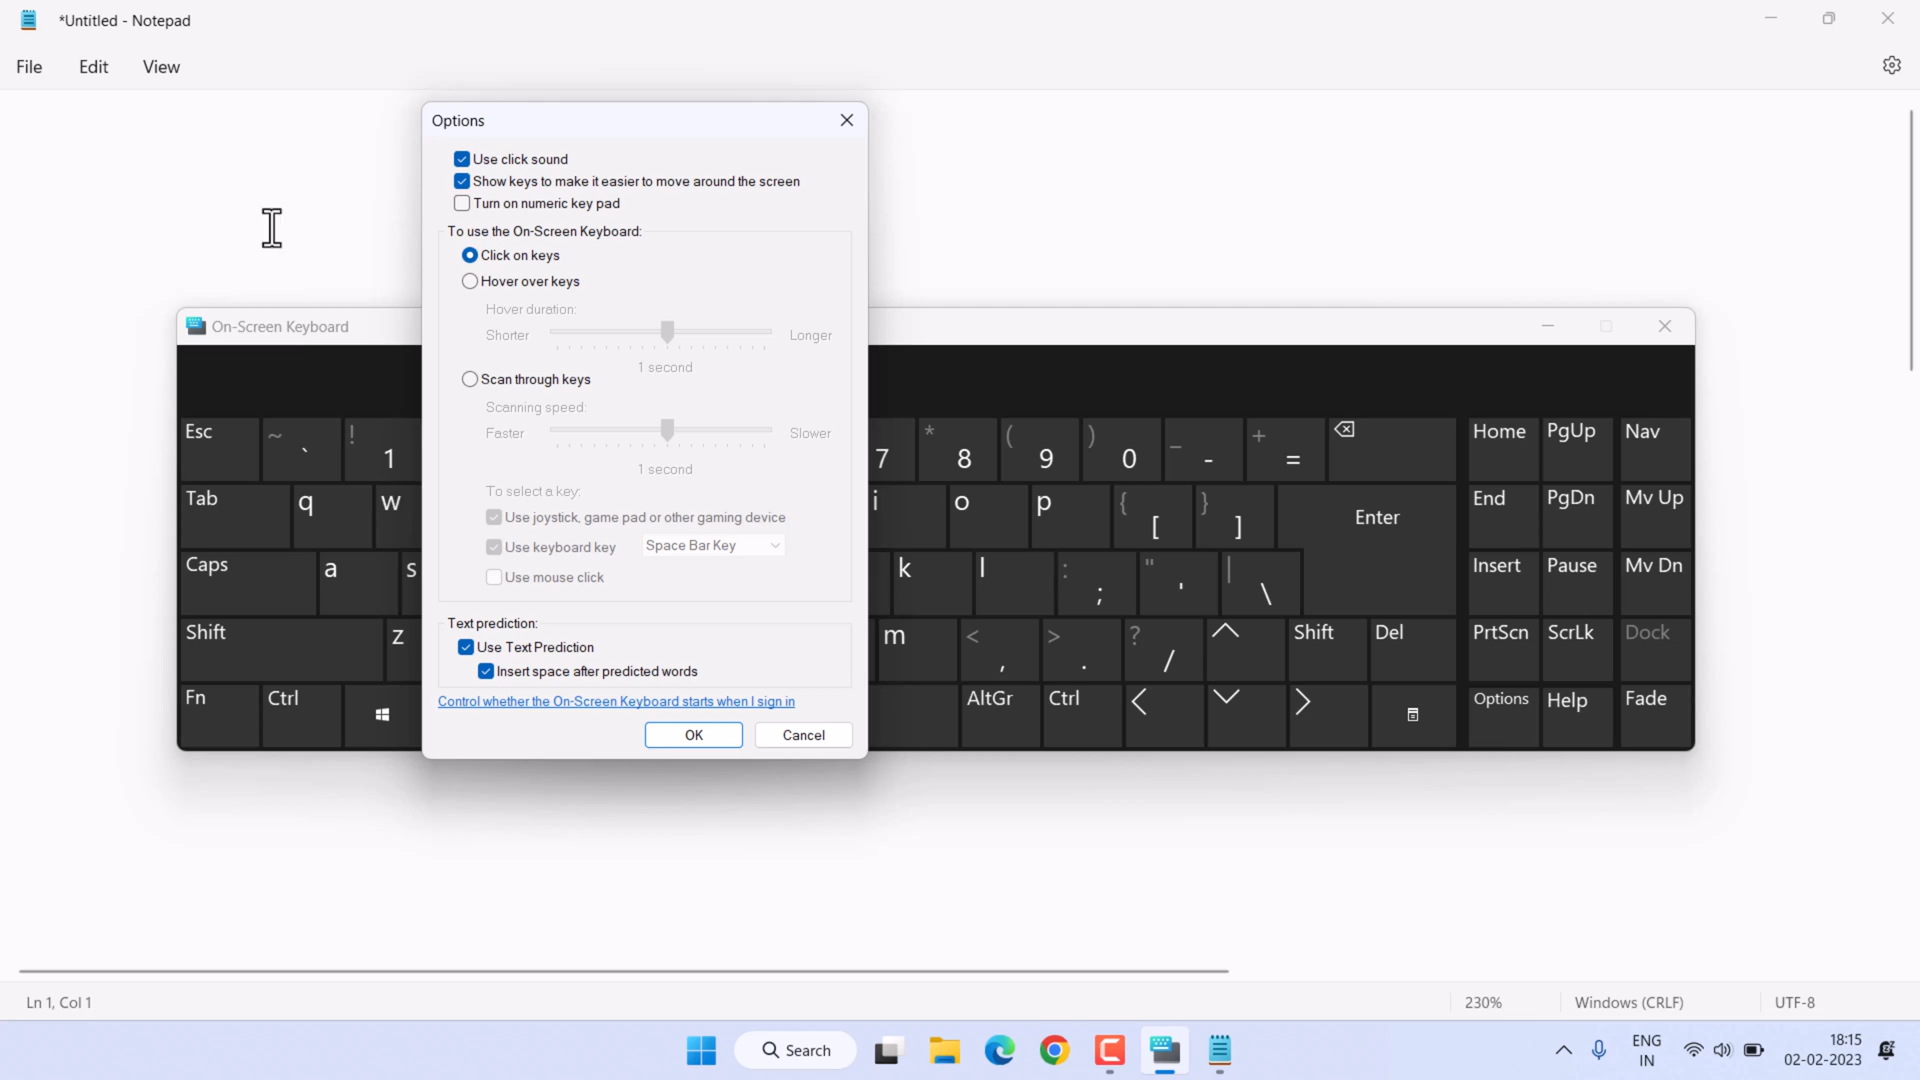 *Untitled - Notepad
File Edit View
Options
Use click sound
Show keys to make it easier to move around the screen
Turn on numeric key pad
To use the On-Screen Keyboard:
Click on keys
Hover over keys
Hover duration:
Shorter Longer
1 second
Scan through keys
Scanning speed:
Faster Slower
1 second
To select a key:
Use joystick, game pad or other gaming device
Use keyboard key Space Bar Key
Use mouse click
Text prediction:
Use Text Prediction
Insert space after predicted words
Control whether the On-Screen Keyboard starts when I sign in
OK Cancel
On-Screen Keyboard
Esc ~ ` ! 1 7 * 8 ( 9 ) 0 _ - + = Home PgUp Nav
Tab q w i o p { [ } ] Enter End PgDn Mv Up
Caps a s k l : ; " ' | \ Insert Pause Mv Dn
Shift z m < , > . ? / Shift Del PrtScn ScrLk Dock
Fn Ctrl AltGr Ctrl Options Help Fade
Ln 1, Col 1 230% Windows (CRLF) UTF-8
Search ENG 18:15
IN 02-02-2023